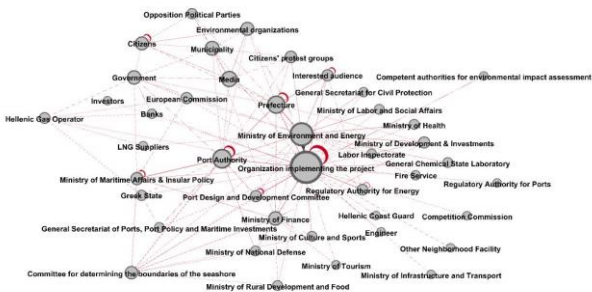 Opposition Political Parties
Environmental organizations
Citizens
Municipality
Citizens' protest groups
Government
Media
Interested audience
Competent authorities for environmental impact assessment
General Secretariat for Civil Protection
Investors
European Commission
Prefecture
Ministry of Labor and Social Affairs
Hellenic Gas Operator
Banks
Ministry of Health
Ministry of Environment and Energy
Ministry of Development & Investments
LNG Suppliers
Port Authority
Labor Inspectorate
General Chemical State Laboratory
Organization implementing the project
Fire Service
Ministry of Maritime Affairs & Insular Policy
Regulatory Authority for Energy
Regulatory Authority for Ports
Greek State
Port Design and Development Committee
Ministry of Finance
Hellenic Coast Guard
Competition Commission
General Secretariat of Ports, Port Policy and Maritime Investments
Engineer
Ministry of Culture and Sports
Ministry of National Defense
Other Neighborhood Facility
Committee for determining the boundaries of the seashore
Ministry of Tourism
Ministry of Infrastructure and Transport
Ministry of Rural Development and Food